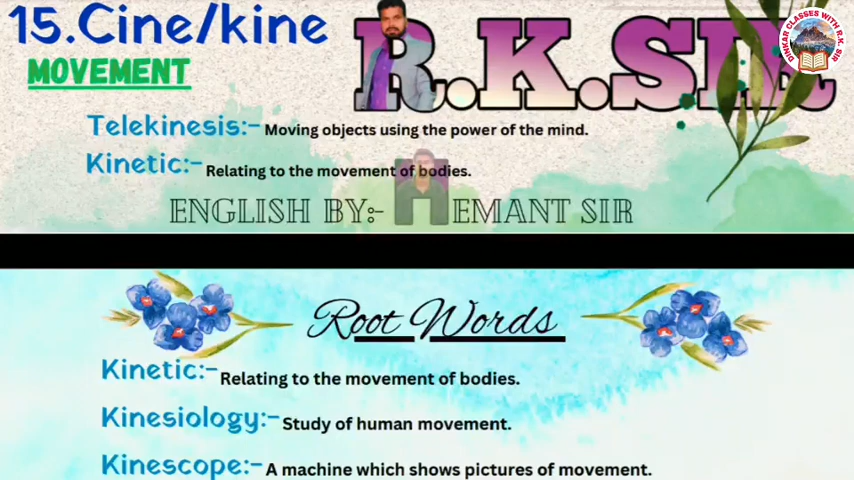 15.Cine/kine
MOVEMENT
R.K.SIR
DINKAR CLASSES WITH R.K. SIR
Telekinesis:- Moving objects using the power of the mind.
Kinetic:- Relating to the movement of bodies.
ENGLISH BY:- HEMANT SIR
Root Words
Kinetic:- Relating to the movement of bodies.
Kinesiology:- Study of human movement.
Kinescope:- A machine which shows pictures of movement.